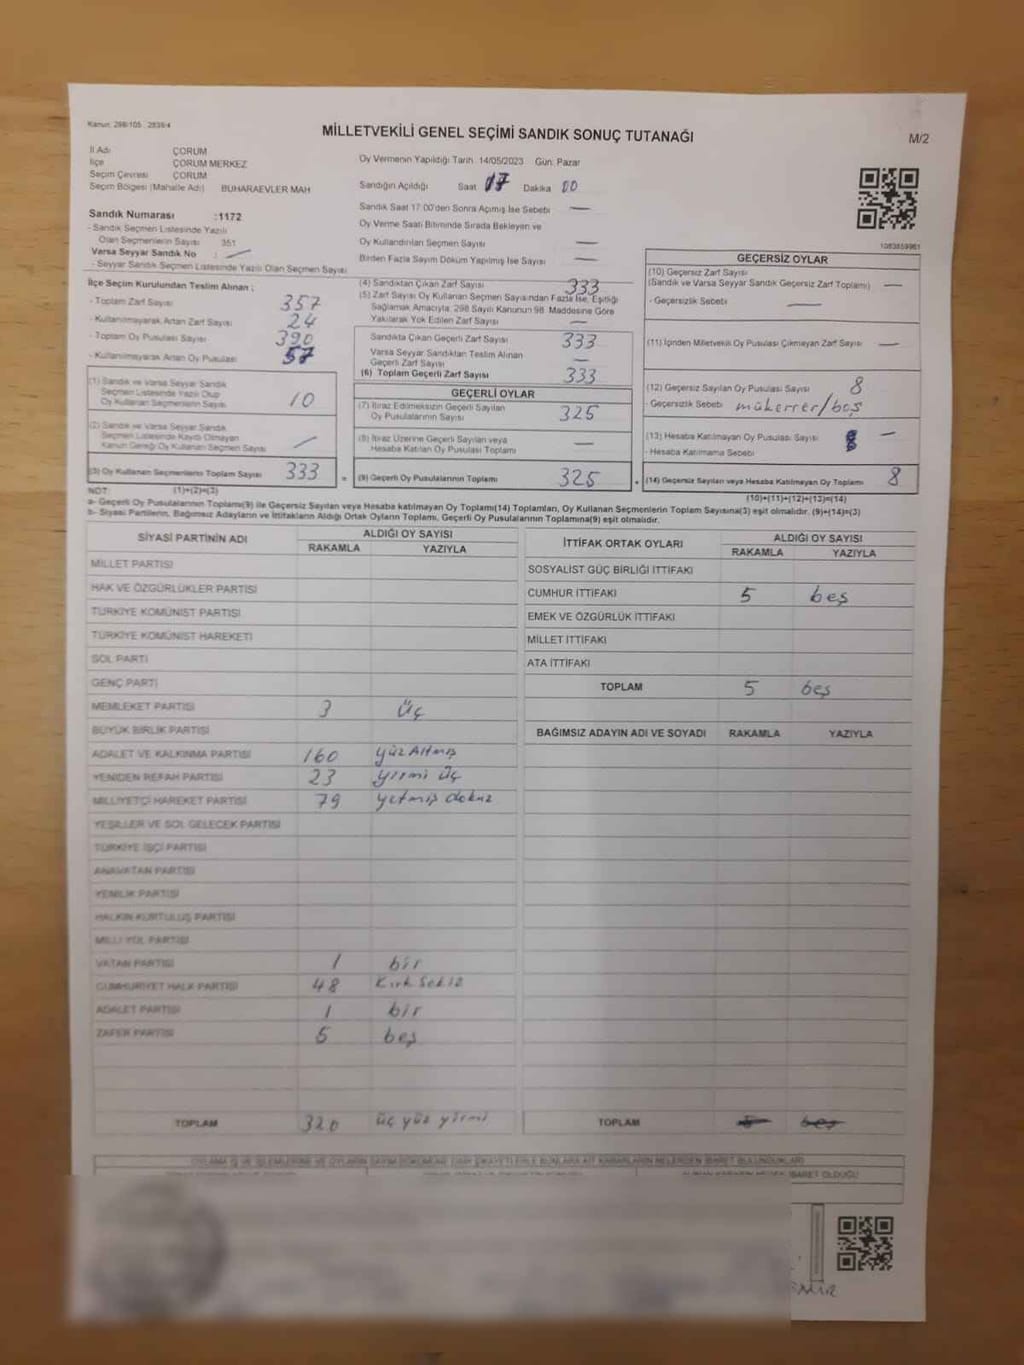 Kanun: 298/105 2839/4
MİLLETVEKİLİ GENEL SEÇİMİ SANDIK SONUÇ TUTANAĞI
M/2
İl Adı ÇORUM
İlçe ÇORUM MERKEZ
Seçim Çevresi ÇORUM
Seçim Bölgesi (Mahalle Adı) BUHARAEVLER MAH
Sandık Numarası :1172
- Sandık Seçmen Listesinde Yazılı
Olan Seçmenlerin Sayısı 351
Varsa Seyyar Sandık No : —
- Seyyar Sandık Seçmen Listesinde Yazılı Olan Seçmen Sayısı
Oy Vermenin Yapıldığı Tarih: 14/05/2023 Gün: Pazar
Sandığın Açıldığı Saat 17 Dakika 00
Sandık Saat 17:00'den Sonra Açılmış İse Sebebi —
Oy Verme Saati Bitiminde Sırada Bekleyen ve
Oy Kullandırılan Seçmen Sayısı —
Birden Fazla Sayım Döküm Yapılmış İse Sayısı —
1083859961
İlçe Seçim Kurulundan Teslim Alınan :
- Toplam Zarf Sayısı 357
- Kullanılmayarak Artan Zarf Sayısı 24
- Toplam Oy Pusulası Sayısı 390
- Kullanılmayarak Artan Oy Pusulası 57
(1) Sandık ve Varsa Seyyar Sandık
Seçmen Listesinde Yazılı Olup
Oy Kullanan Seçmenlerin Sayısı 10
(2) Sandık ve Varsa Seyyar Sandık
Seçmen Listesinde Kaydı Olmayan
Kanun Gereği Oy Kullanan Seçmen Sayısı —
(3) Oy Kullanan Seçmenlerin Toplam Sayısı 333
(4) Sandıktan Çıkan Zarf Sayısı 333
(5) Zarf Sayısı Oy Kullanan Seçmen Sayısından Fazla İse, Eşitliği
Sağlamak Amacıyla, 298 Sayılı Kanunun 98. Maddesine Göre
Yakılarak Yok Edilen Zarf Sayısı —
Sandıkta Çıkan Geçerli Zarf Sayısı 333
Varsa Seyyar Sandıktan Teslim Alınan
Geçerli Zarf Sayısı —
(6) Toplam Geçerli Zarf Sayısı 333
GEÇERLİ OYLAR
(7) İtiraz Edilmeksizin Geçerli Sayılan
Oy Pusulalarının Sayısı 325
(8) İtiraz Üzerine Geçerli Sayılan veya
Hesaba Katılan Oy Pusulası Toplamı —
= (9) Geçerli Oy Pusulalarının Toplamı 325
GEÇERSİZ OYLAR
(10) Geçersiz Zarf Sayısı
(Sandık ve Varsa Seyyar Sandık Geçersiz Zarf Toplamı) —
- Geçersizlik Sebebi —
(11) İçinden Milletvekili Oy Pusulası Çıkmayan Zarf Sayısı —
(12) Geçersiz Sayılan Oy Pusulası Sayısı 8
- Geçersizlik Sebebi mükerrer/boş
(13) Hesaba Katılmayan Oy Pusulası Sayısı —
- Hesaba Katılmama Sebebi
+ (14) Geçersiz Sayılan veya Hesaba Katılmayan Oy Toplamı 8
NOT: (1)+(2)=(3)
(10)+(11)+(12)+(13)=(14)
a- Geçerli Oy Pusulaları Toplamı(9) ile Geçersiz Sayılan veya Hesaba katılmayan Oy Toplamı(14) Toplamları, Oy Kullanan Seçmenlerin Toplam Sayısına(3) eşit olmalıdır. (9)+(14)=(3)
b- Siyasi Partilerin, Bağımsız Adayların ve İttifakların Aldığı Ortak Oyların Toplamı, Geçerli Oy Pusulalarının Toplamına(9) eşit olmalıdır.
SİYASİ PARTİNİN ADI ALDIĞI OY SAYISI
RAKAMLA YAZIYLA
MİLLET PARTİSİ
HAK VE ÖZGÜRLÜKLER PARTİSİ
TÜRKİYE KOMÜNİST PARTİSİ
TÜRKİYE KOMÜNİST HAREKETİ
SOL PARTİ
GENÇ PARTİ
MEMLEKET PARTİSİ 3 üç
BÜYÜK BİRLİK PARTİSİ
ADALET VE KALKINMA PARTİSİ 160 yüz Altmış
YENİDEN REFAH PARTİSİ 23 yirmi üç
MİLLİYETÇİ HAREKET PARTİSİ 79 yetmiş dokuz
YEŞİLLER VE SOL GELECEK PARTİSİ
TÜRKİYE İŞÇİ PARTİSİ
ANAVATAN PARTİSİ
YENİLİK PARTİSİ
HALKIN KURTULUŞ PARTİSİ
MİLLİ YOL PARTİSİ
VATAN PARTİSİ 1 bir
CUMHURİYET HALK PARTİSİ 48 Kırk Sekiz
ADALET PARTİSİ 1 bir
ZAFER PARTİSİ 5 beş
TOPLAM 320 üç yüz yirmi
İTTİFAK ORTAK OYLARI ALDIĞI OY SAYISI
RAKAMLA YAZIYLA
SOSYALİST GÜÇ BİRLİĞİ İTTİFAKI
CUMHUR İTTİFAKI 5 beş
EMEK VE ÖZGÜRLÜK İTTİFAKI
MİLLET İTTİFAKI
ATA İTTİFAKI
TOPLAM 5 beş
BAĞIMSIZ ADAYIN ADI VE SOYADI RAKAMLA YAZIYLA
TOPLAM 5 beş
OYLAMA İŞ VE İŞLEMLERİNE VE OYLARIN SAYIM DÖKÜMÜNE DAİR ŞİKAYETLERLE BUNLARA AİT KARARLARIN NELERDEN İBARET BULUNDUKLARI
İBARET OLDUĞU